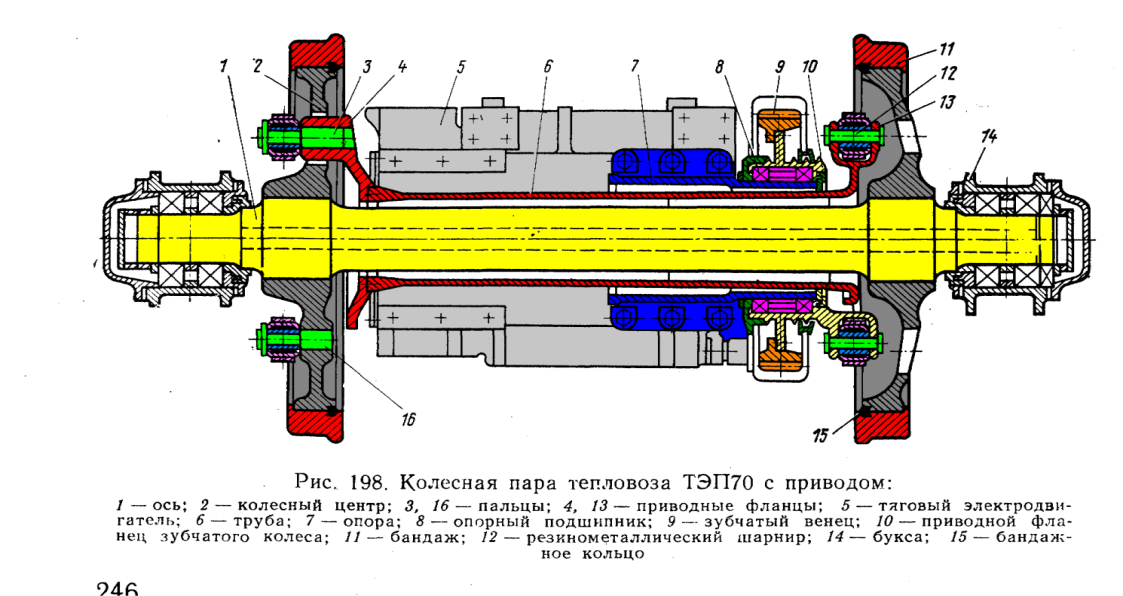 1 2 3 4 5 6 7 8 9 10 11
12
13
14
16 15
Рис. 198. Колесная пара тепловоза ТЭП70 с приводом:
1 — ось; 2 — колесный центр; 3, 16 — пальцы; 4, 13 — приводные фланцы; 5 — тяговый электродви-
гатель; 6 — труба; 7 — опора; 8 — опорный подшипник; 9 — зубчатый венец; 10 — приводной фла-
нец зубчатого колеса; 11 — бандаж; 12 — резинометаллический шарнир; 14 — букса; 15 — бандаж-
ное кольцо
246